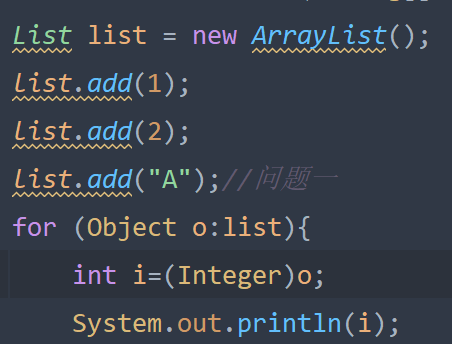 List list = new ArrayList();
list.add(1);
list.add(2);
list.add("A");//问题一
for (Object o:list){
    int i=(Integer)o;
    System.out.println(i);